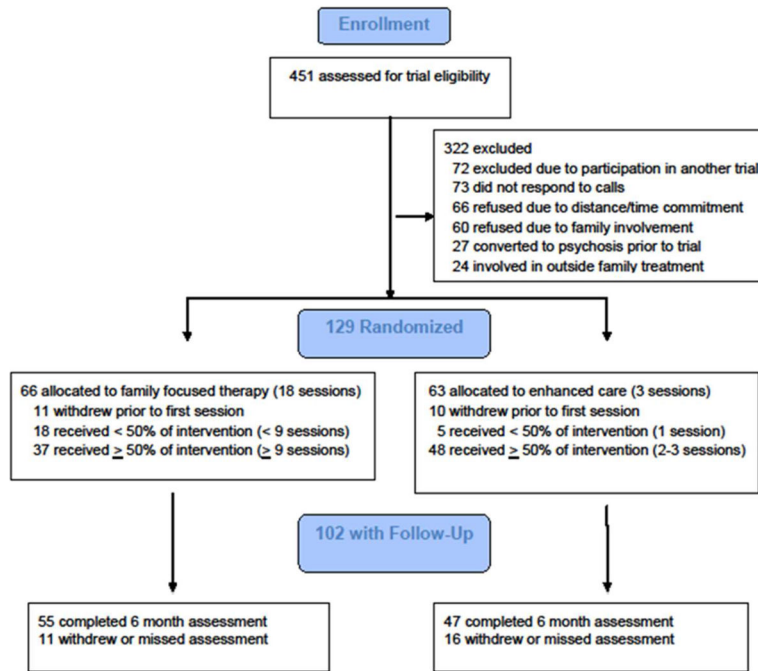 Enrollment
451 assessed for trial eligibility
322 excluded
72 excluded due to participation in another trial
73 did not respond to calls
66 refused due to distance/time commitment
60 refused due to family involvement
27 converted to psychosis prior to trial
24 involved in outside family treatment
129 Randomized
66 allocated to family focused therapy (18 sessions)
11 withdrew prior to first session
18 received < 50% of intervention (< 9 sessions)
37 received ≥ 50% of intervention (≥ 9 sessions)
63 allocated to enhanced care (3 sessions)
10 withdrew prior to first session
5 received < 50% of intervention (1 session)
48 received ≥ 50% of intervention (2-3 sessions)
102 with Follow-Up
55 completed 6 month assessment
11 withdrew or missed assessment
47 completed 6 month assessment
16 withdrew or missed assessment